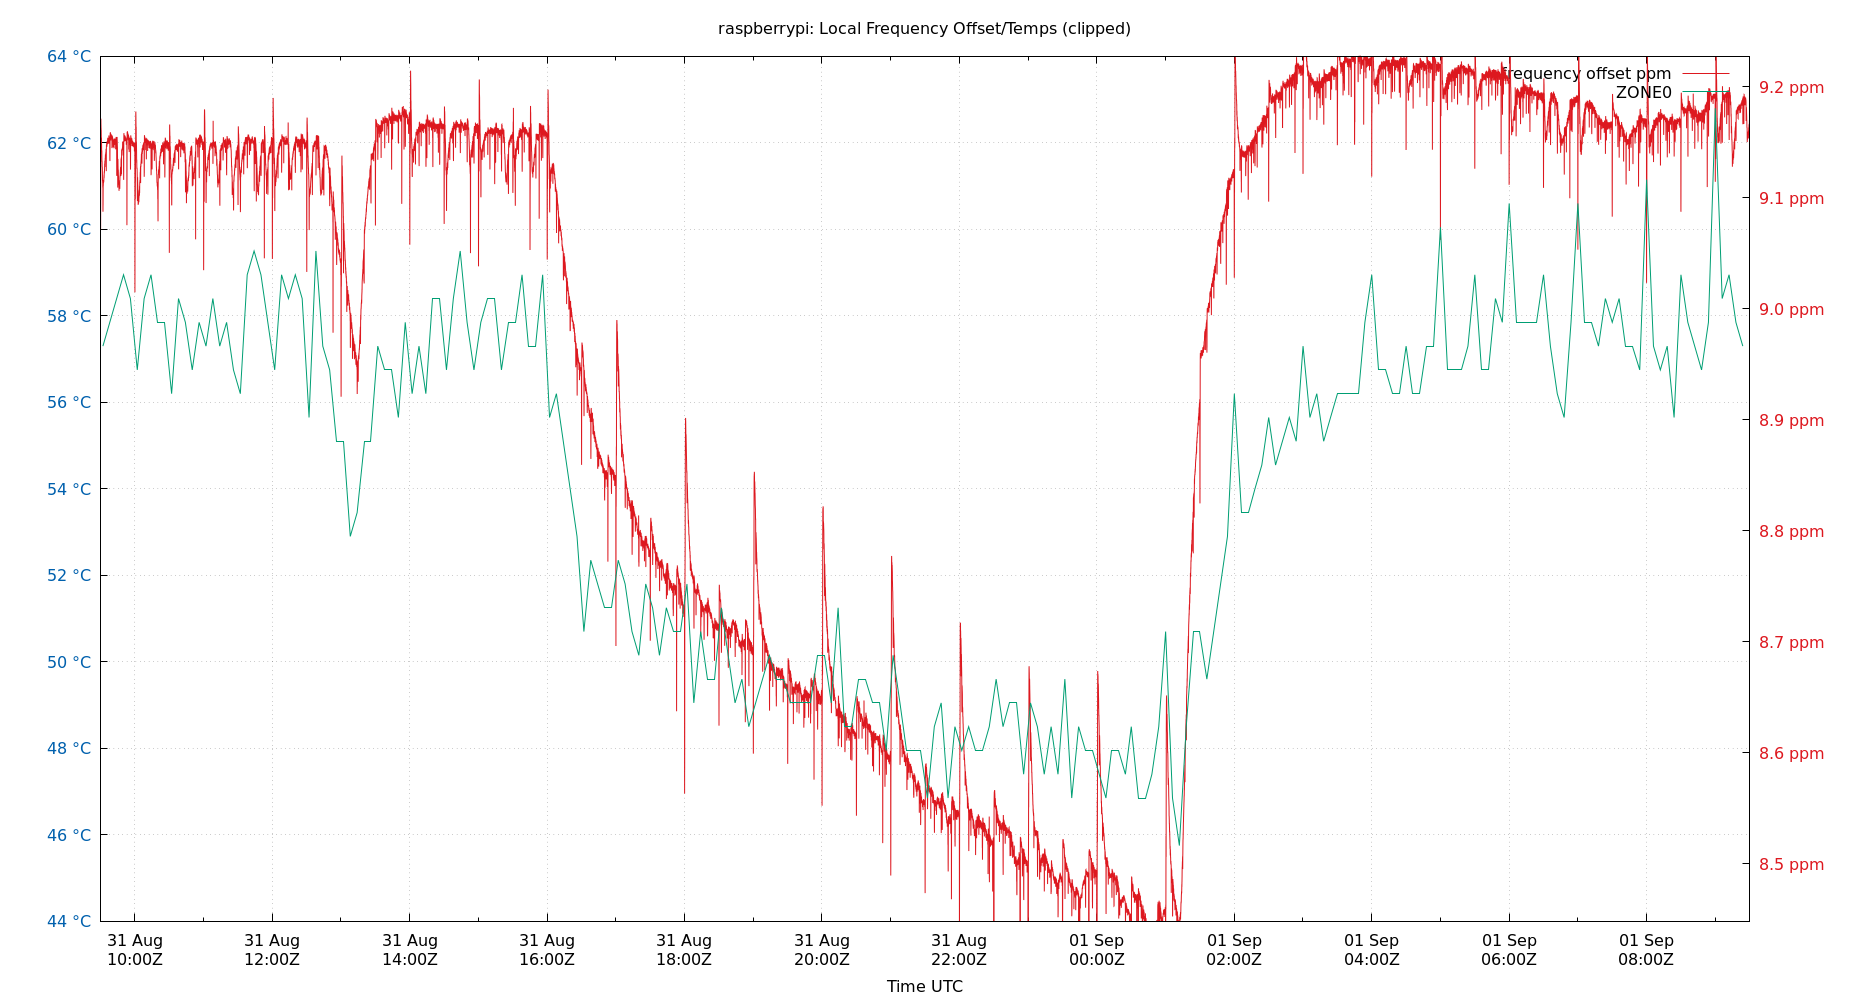 raspberrypi: Local Frequency Offset/Temps (clipped)
64 °C
62 °C
60 °C
58 °C
56 °C
54 °C
52 °C
50 °C
48 °C
46 °C
44 °C
frequency offset ppm
ZONE0
9.2 ppm
9.1 ppm
9.0 ppm
8.9 ppm
8.8 ppm
8.7 ppm
8.6 ppm
8.5 ppm
31 Aug
10:00Z
31 Aug
12:00Z
31 Aug
14:00Z
31 Aug
16:00Z
31 Aug
18:00Z
31 Aug
20:00Z
31 Aug
22:00Z
01 Sep
00:00Z
01 Sep
02:00Z
01 Sep
04:00Z
01 Sep
06:00Z
01 Sep
08:00Z
Time UTC